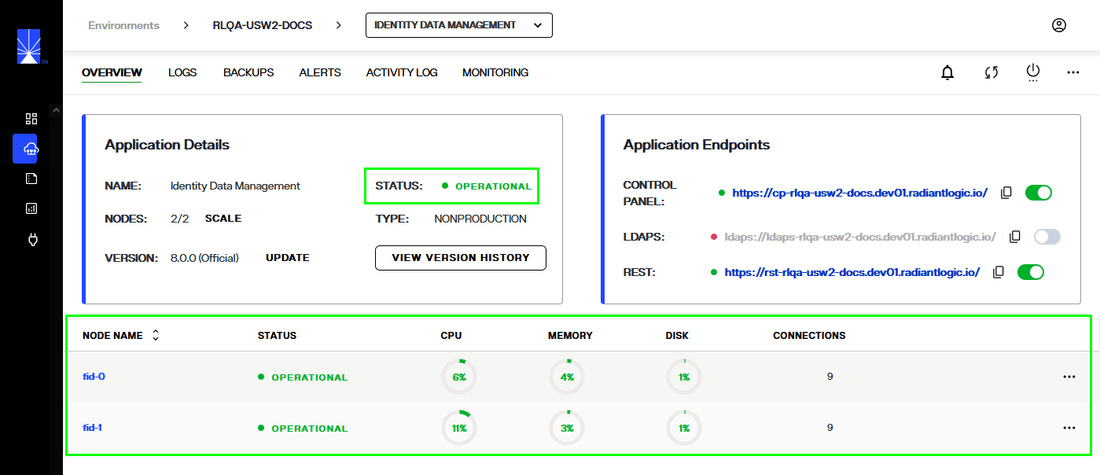 Environments > RLQA-USW2-DOCS > IDENTITY DATA MANAGEMENT
OVERVIEW LOGS BACKUPS ALERTS ACTIVITY LOG MONITORING
Application Details
NAME: Identity Data Management STATUS: OPERATIONAL
NODES: 2/2 SCALE TYPE: NONPRODUCTION
VERSION: 8.0.0 (Official) UPDATE VIEW VERSION HISTORY
Application Endpoints
CONTROL PANEL: https://cp-rlqa-usw2-docs.dev01.radiantlogic.io/
LDAPS: ldaps://ldaps-rlqa-usw2-docs.dev01.radiantlogic.io/
REST: https://rst-rlqa-usw2-docs.dev01.radiantlogic.io/
NODE NAME STATUS CPU MEMORY DISK CONNECTIONS
fid-0 OPERATIONAL 6% 4% 1% 9
fid-1 OPERATIONAL 11% 3% 1% 9